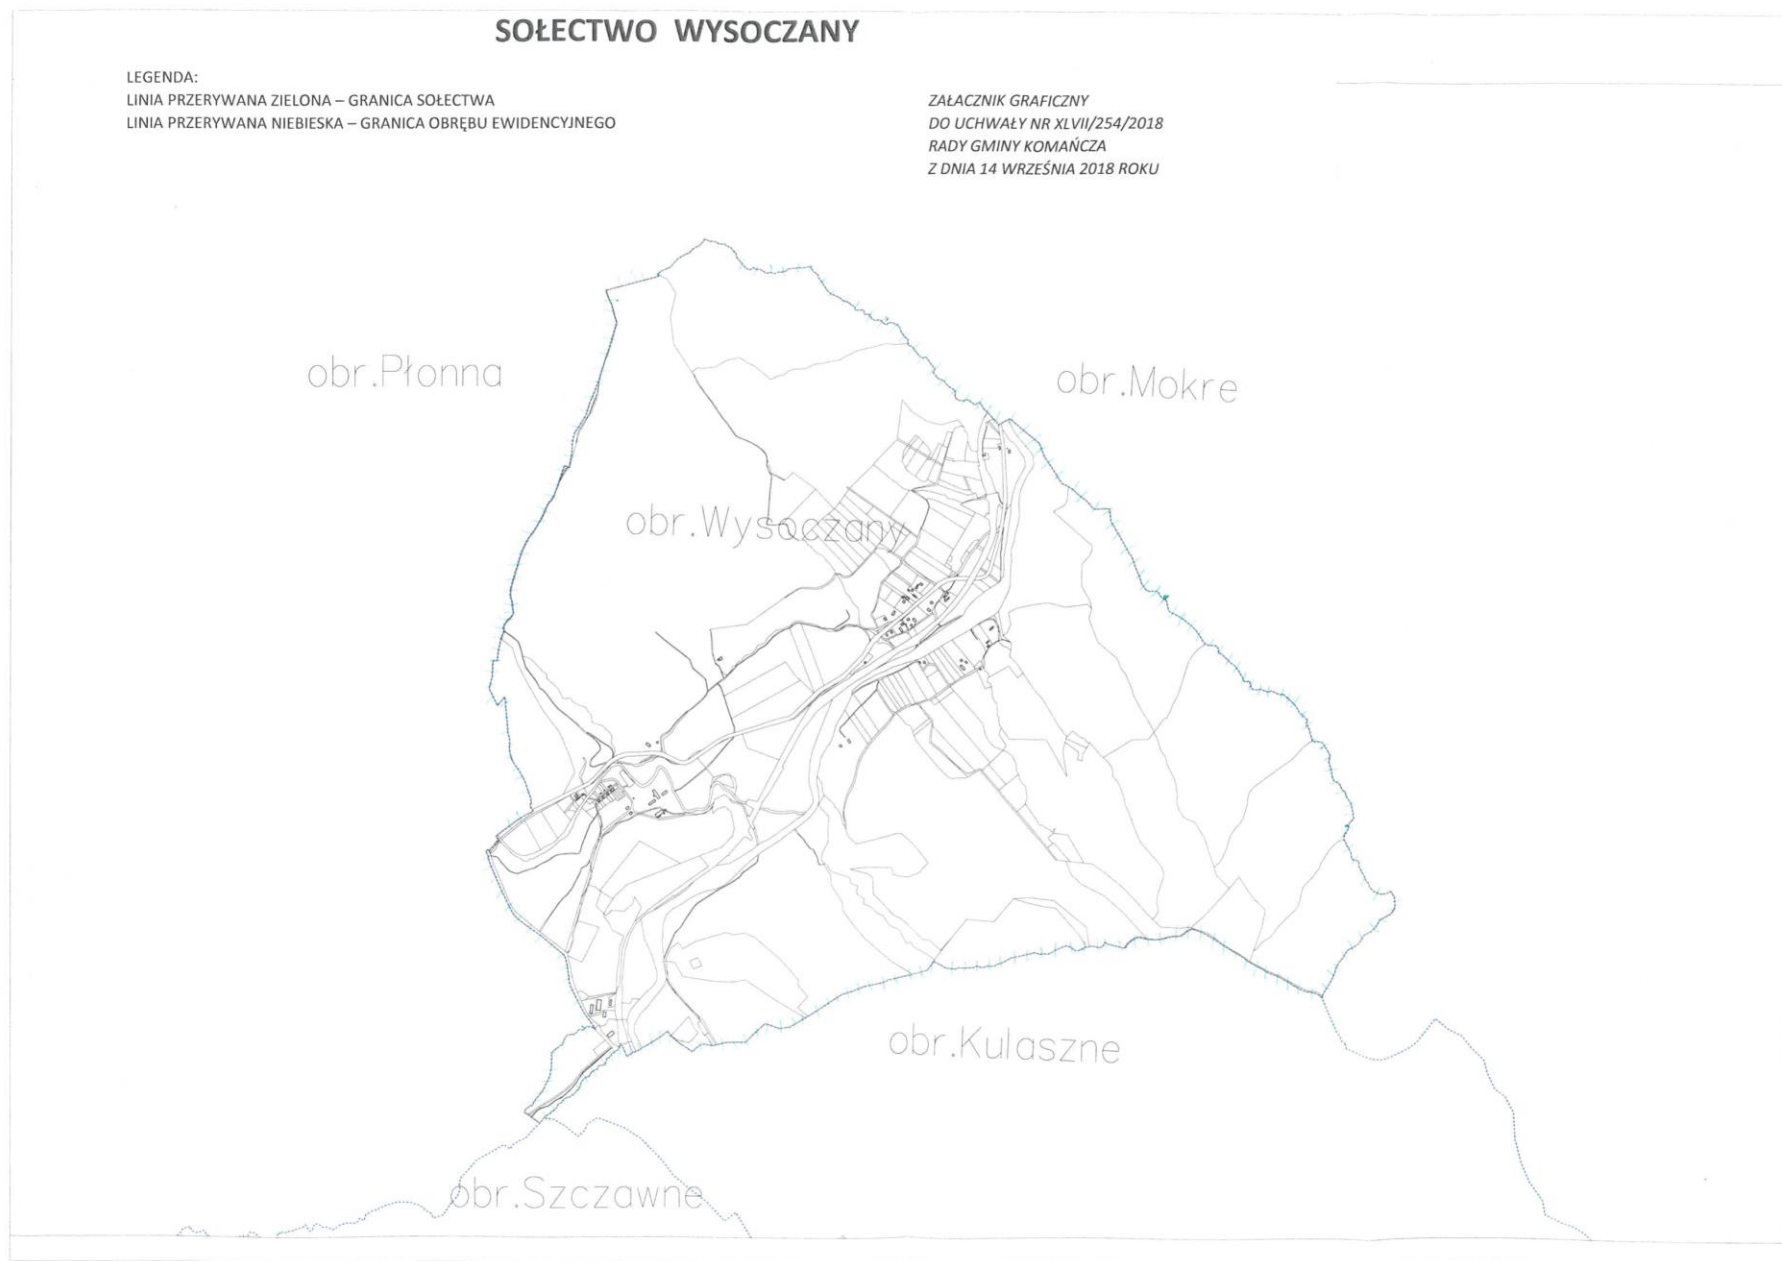 SOŁECTWO WYSOCZANY
LEGENDA:
LINIA PRZERYWANA ZIELONA – GRANICA SOŁECTWA
LINIA PRZERYWANA NIEBIESKA – GRANICA OBRĘBU EWIDENCYJNEGO
ZAŁACZNIK GRAFICZNY
DO UCHWAŁY NR XLVII/254/2018
RADY GMINY KOMAŃCZA
Z DNIA 14 WRZEŚNIA 2018 ROKU
obr.Płonna
obr.Mokre
obr.Wysoczany
obr.Kulaszne
obr.Szczawne